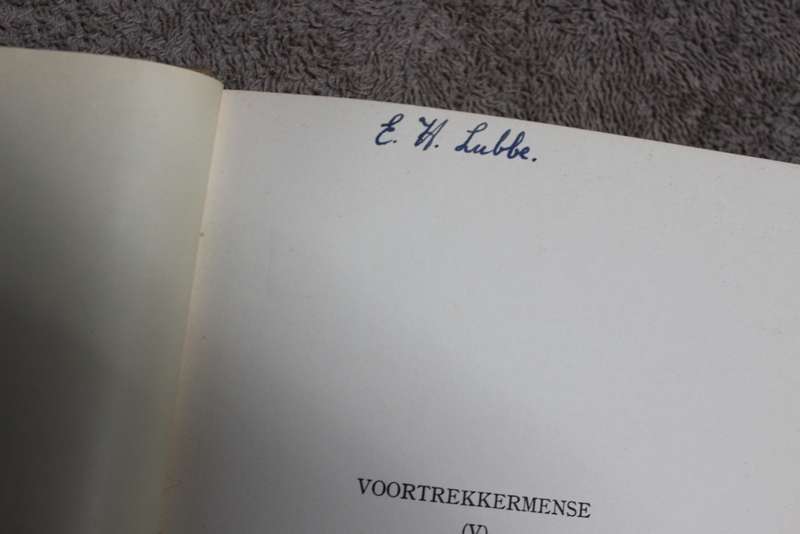 E. H. Lubbe.
VOORTREKKERMENSE
(V)